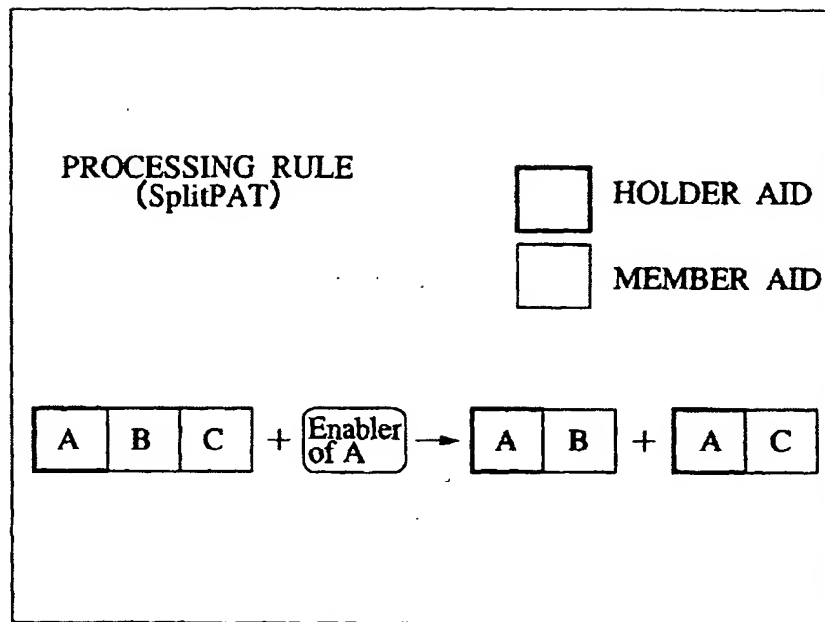 PROCESSING RULE
(SplitPAT)
HOLDER AID
MEMBER AID
A B C + Enabler of A → A B + A C